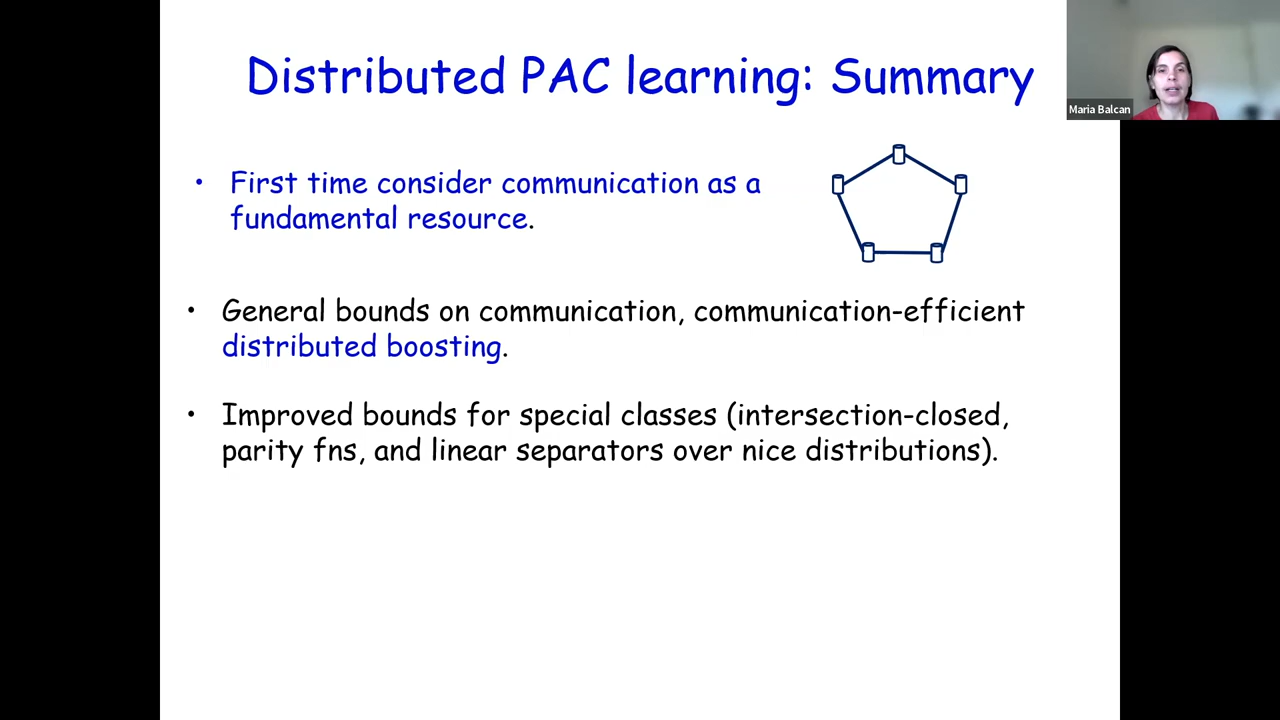 Distributed PAC learning: Summary
Maria Balcan
• First time consider communication as a
fundamental resource.
• General bounds on communication, communication-efficient
distributed boosting.
• Improved bounds for special classes (intersection-closed,
parity fns, and linear separators over nice distributions).